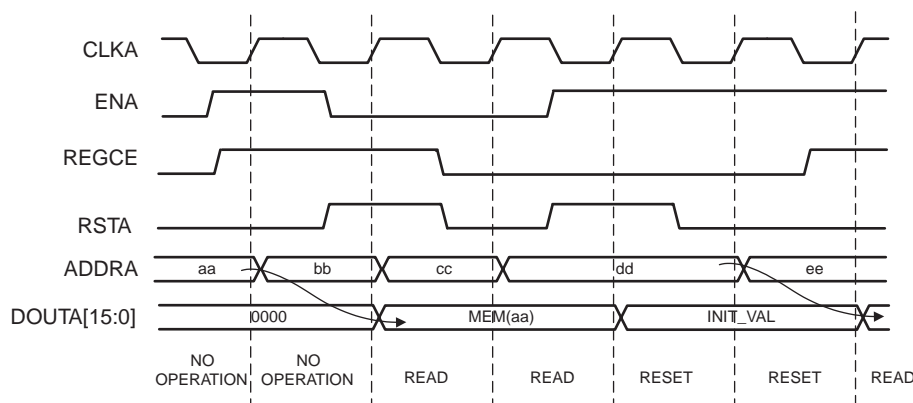 CLKA
ENA
REGCE
RSTA
ADDRA aa bb cc dd ee
DOUTA[15:0] 0000 MEM(aa) INIT_VAL
NO OPERATION NO OPERATION READ READ RESET RESET READ